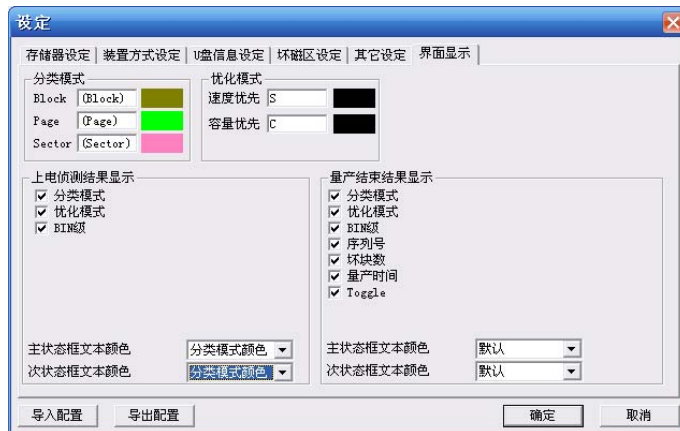 设定
存储器设定 装置方式设定 U盘信息设定 坏磁区设定 其它设定 界面显示
分类模式
Block (Block)
Page (Page)
Sector (Sector)
优化模式
速度优先 S
容量优先 C
上电侦测结果显示
分类模式
优化模式
BIN级
主状态框文本颜色 分类模式颜色
次状态框文本颜色 分类模式颜色
量产结束结果显示
分类模式
优化模式
BIN级
序列号
坏块数
量产时间
Toggle
主状态框文本颜色 默认
次状态框文本颜色 默认
导入配置 导出配置 确定 取消